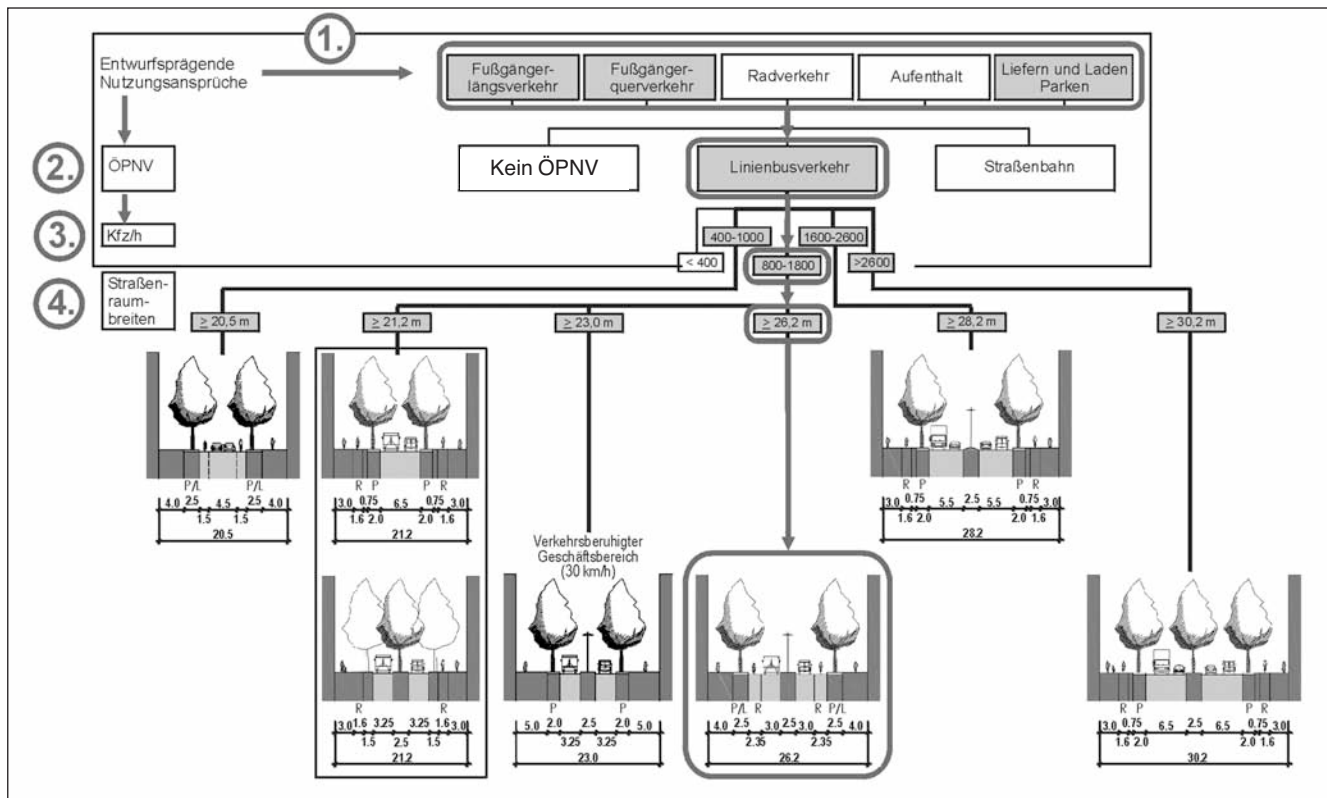 1.
Entwurfsprägende
Nutzungsansprüche
Fußgänger-
längsverkehr
Fußgänger-
querverkehr
Radverkehr
Aufenthalt
Liefern und Laden
Parken
2.
ÖPNV
Kein ÖPNV
Linienbusverkehr
Straßenbahn
3.
Kfz/h
< 400
400-1000
800-1800
1600-2600
>2600
4.
Straßen-
raum-
breiten
≥ 20,5 m
≥ 21,2 m
≥ 23,0 m
≥ 26,2 m
≥ 28,2 m
≥ 30,2 m
P/L P/L
4.0 2.5 4.5 2.5 4.0
1.5 1.5
20.5
R P P R
3.0 0.75 6.5 0.75 3.0
1.6 2.0 2.0 1.6
21.2
R P P R
3.0 0.75 5.5 2.5 5.5 0.75 3.0
1.6 2.0 2.0 1.6
28.2
Verkehrsberuhigter
Geschäftsbereich
(30 km/h)
R R
3.0 1.6 3.25 3.25 1.6 3.0
1.5 2.5 1.5
21.2
P P
5.0 2.0 2.5 2.0 5.0
3.25 3.25
23.0
P/L R R P/L
4.0 2.5 3.0 2.5 3.0 2.5 4.0
2.35 2.35
26.2
R P P R
3.0 0.75 6.5 2.5 6.5 0.75 3.0
1.6 2.0 2.0 1.6
30.2